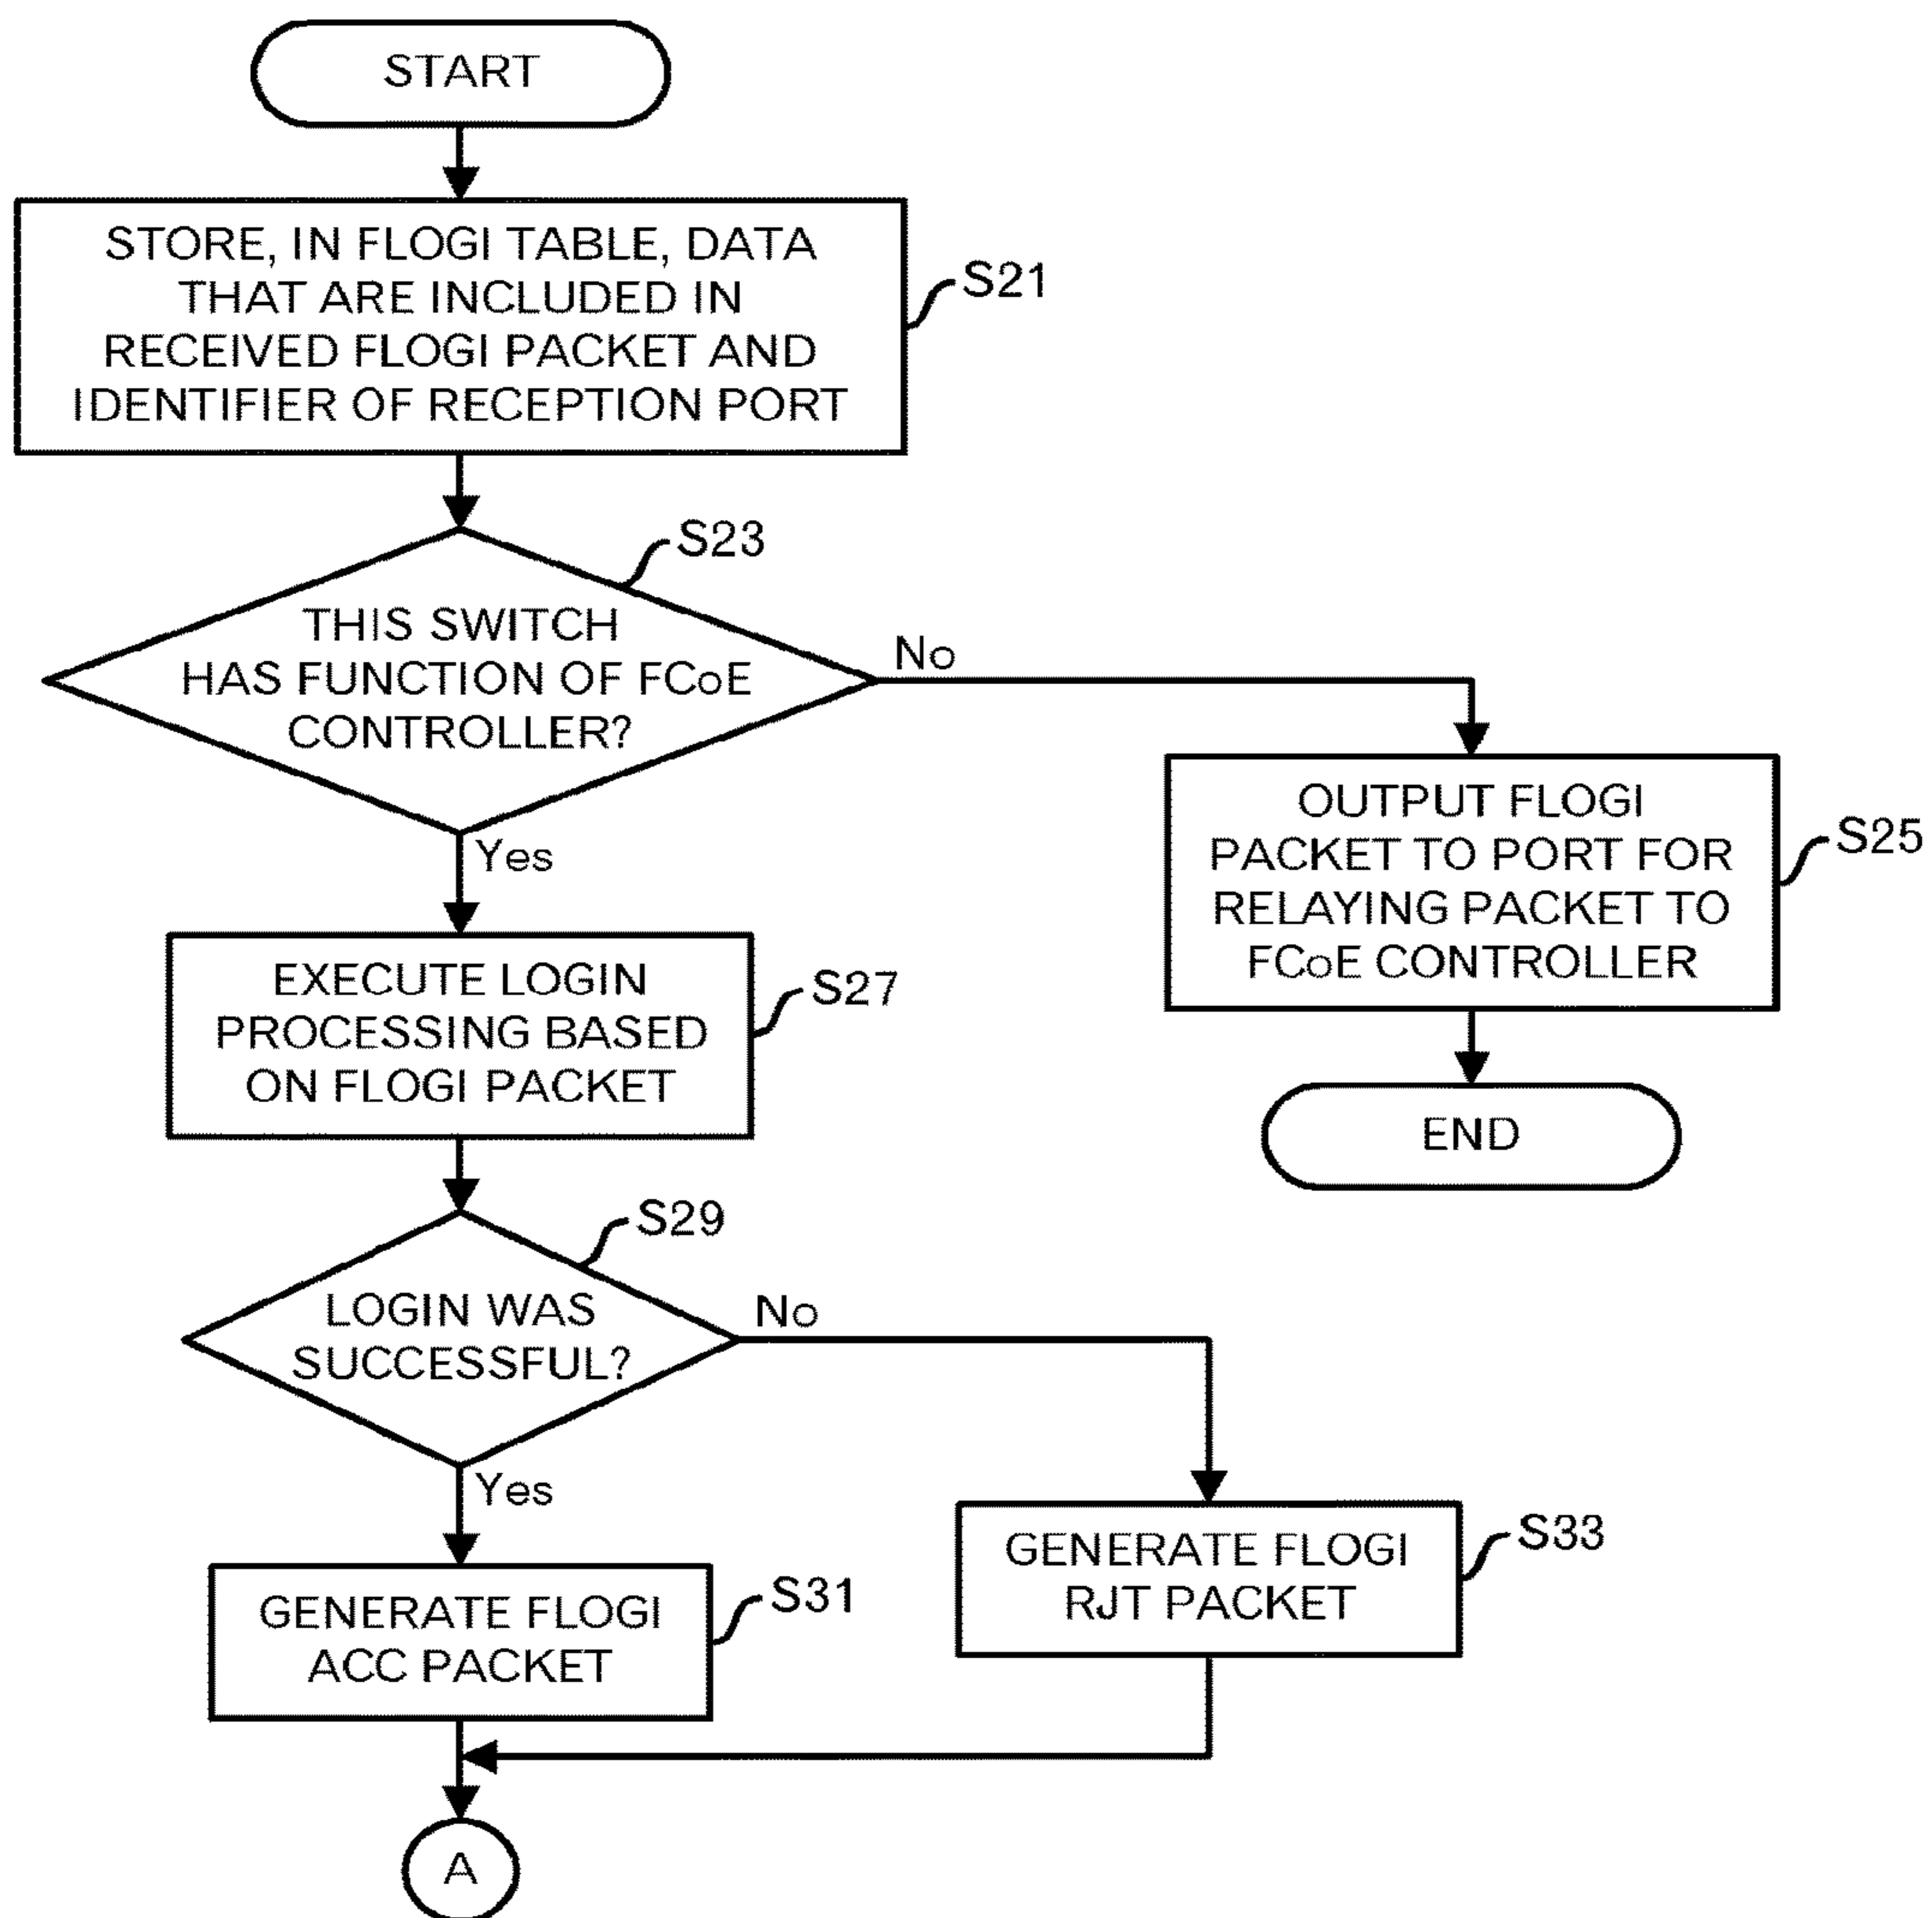 START
STORE, IN FLOGI TABLE, DATA
THAT ARE INCLUDED IN
RECEIVED FLOGI PACKET AND
IDENTIFIER OF RECEPTION PORT
S21
S23
THIS SWITCH
HAS FUNCTION OF FCoE
CONTROLLER?
No
Yes
OUTPUT FLOGI
PACKET TO PORT FOR
RELAYING PACKET TO
FCoE CONTROLLER
S25
END
EXECUTE LOGIN
PROCESSING BASED
ON FLOGI PACKET
S27
S29
LOGIN WAS
SUCCESSFUL?
No
Yes
GENERATE FLOGI
RJT PACKET
S33
GENERATE FLOGI
ACC PACKET
S31
A